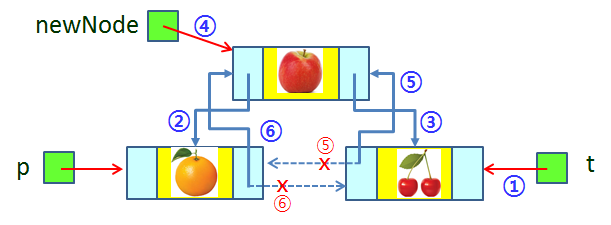 newNode ④
⑤
② ⑥ ⑤ ③
p x t
x ①
⑥